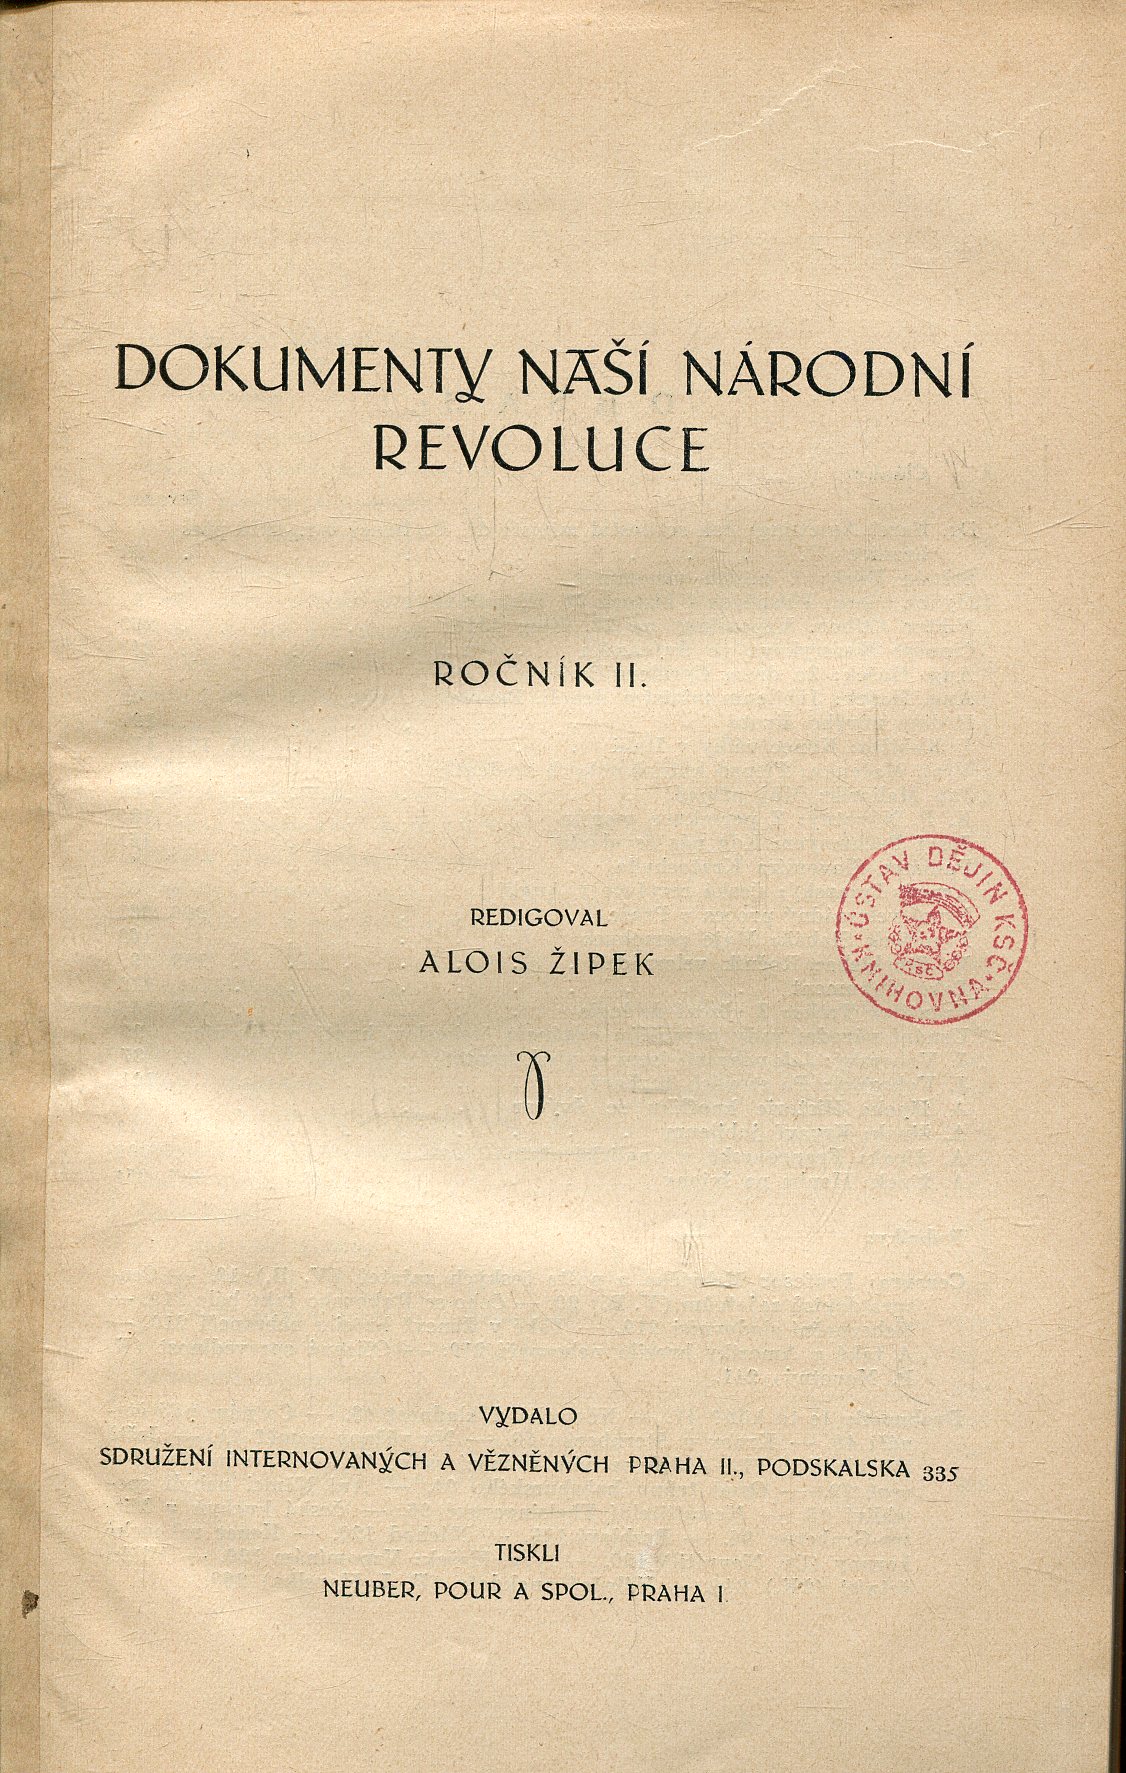 DOKUMENTY NAŠÍ NÁRODNÍ
REVOLUCE
ROČNÍK II.
REDIGOVAL
ALOIS ŽIPEK
ÚSTAV DĚJIN KSČ
KNIHOVNA
VYDALO
SDRUŽENÍ INTERNOVANÝCH A VĚZNĚNÝCH PRAHA II., PODSKALSKA 335
TISKLI
NEUBER, POUR A SPOL., PRAHA I